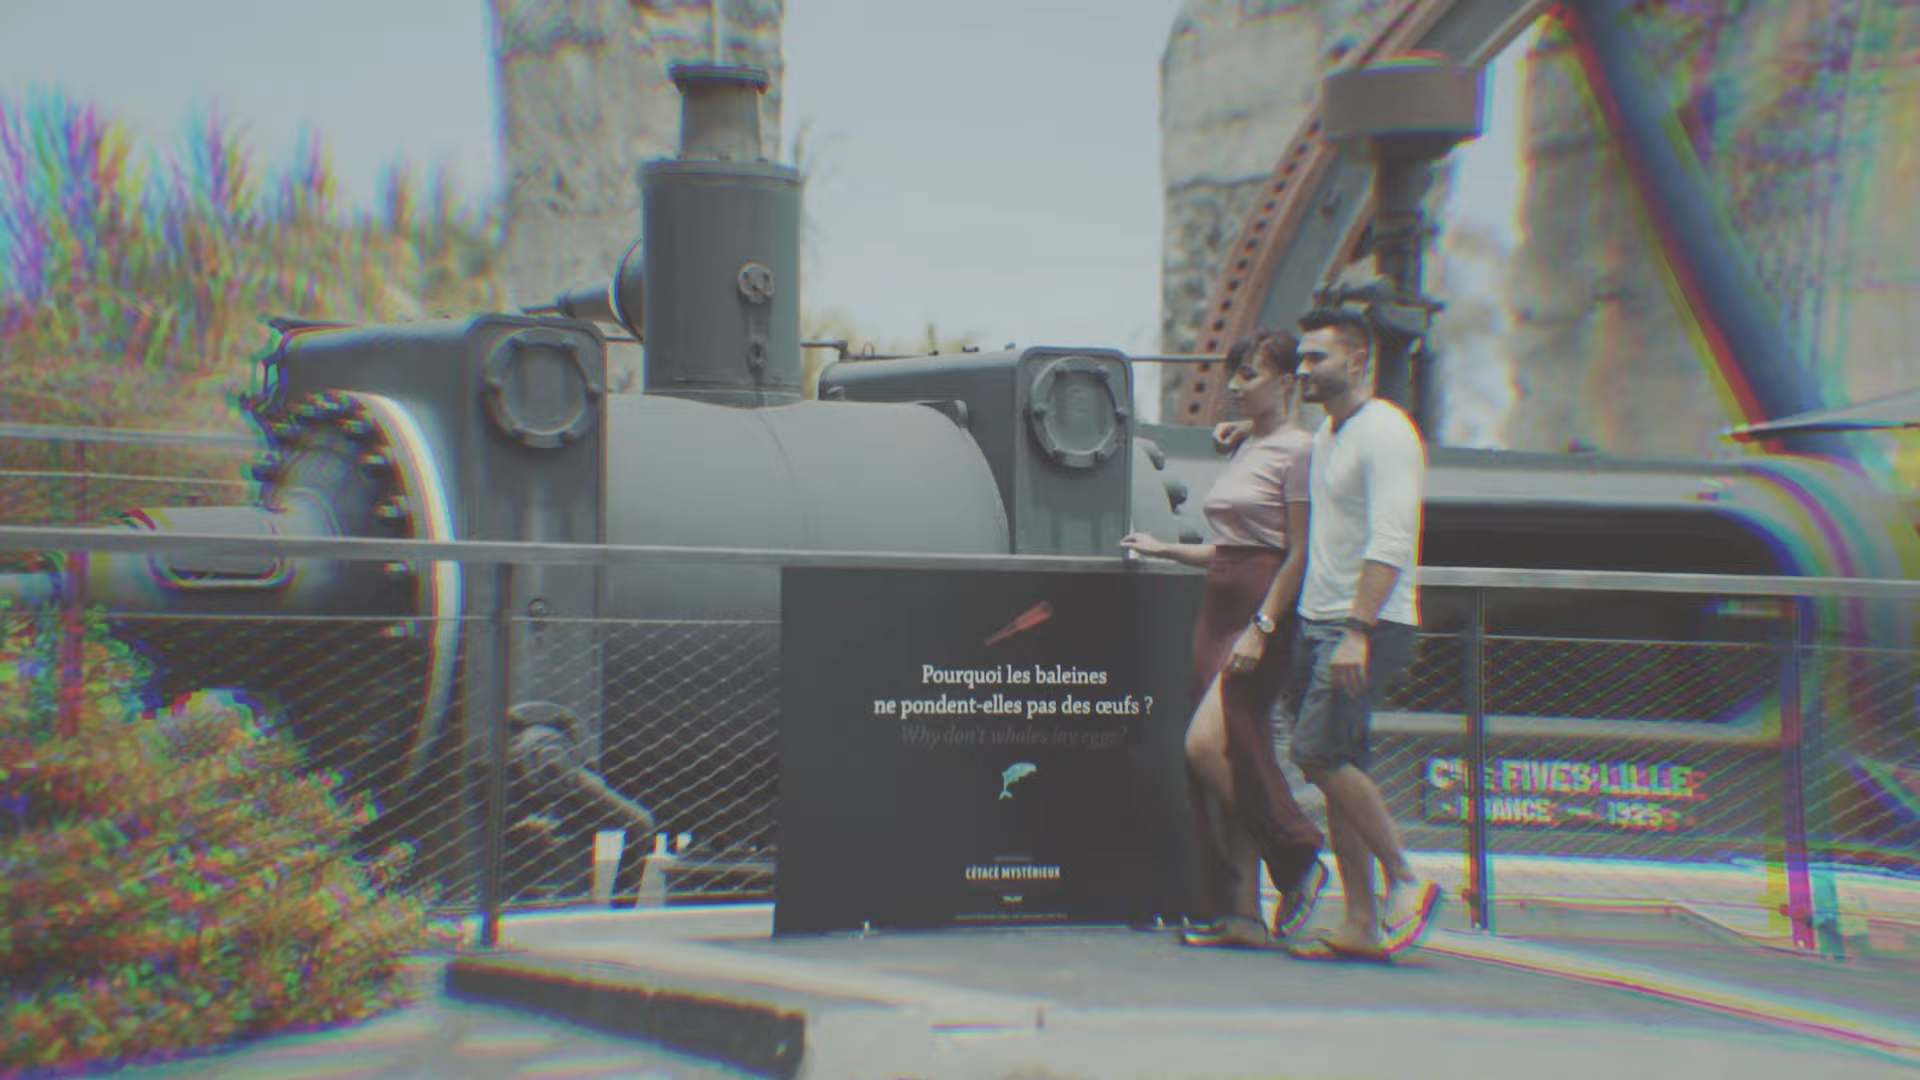 Pourquoi les baleines
ne pondent-elles pas des œufs ?
Why don't whales lay eggs?
CÉTACÉ MYSTÉRIEUX
Cie FIVES-LILLE
FRANCE — 1925